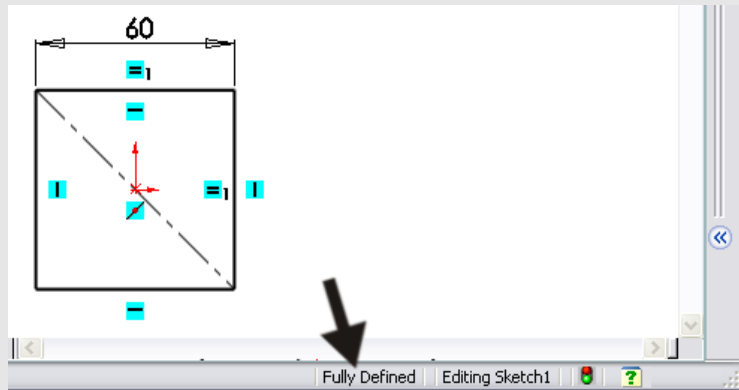 60
=1
=1
Fully Defined
Editing Sketch1
?